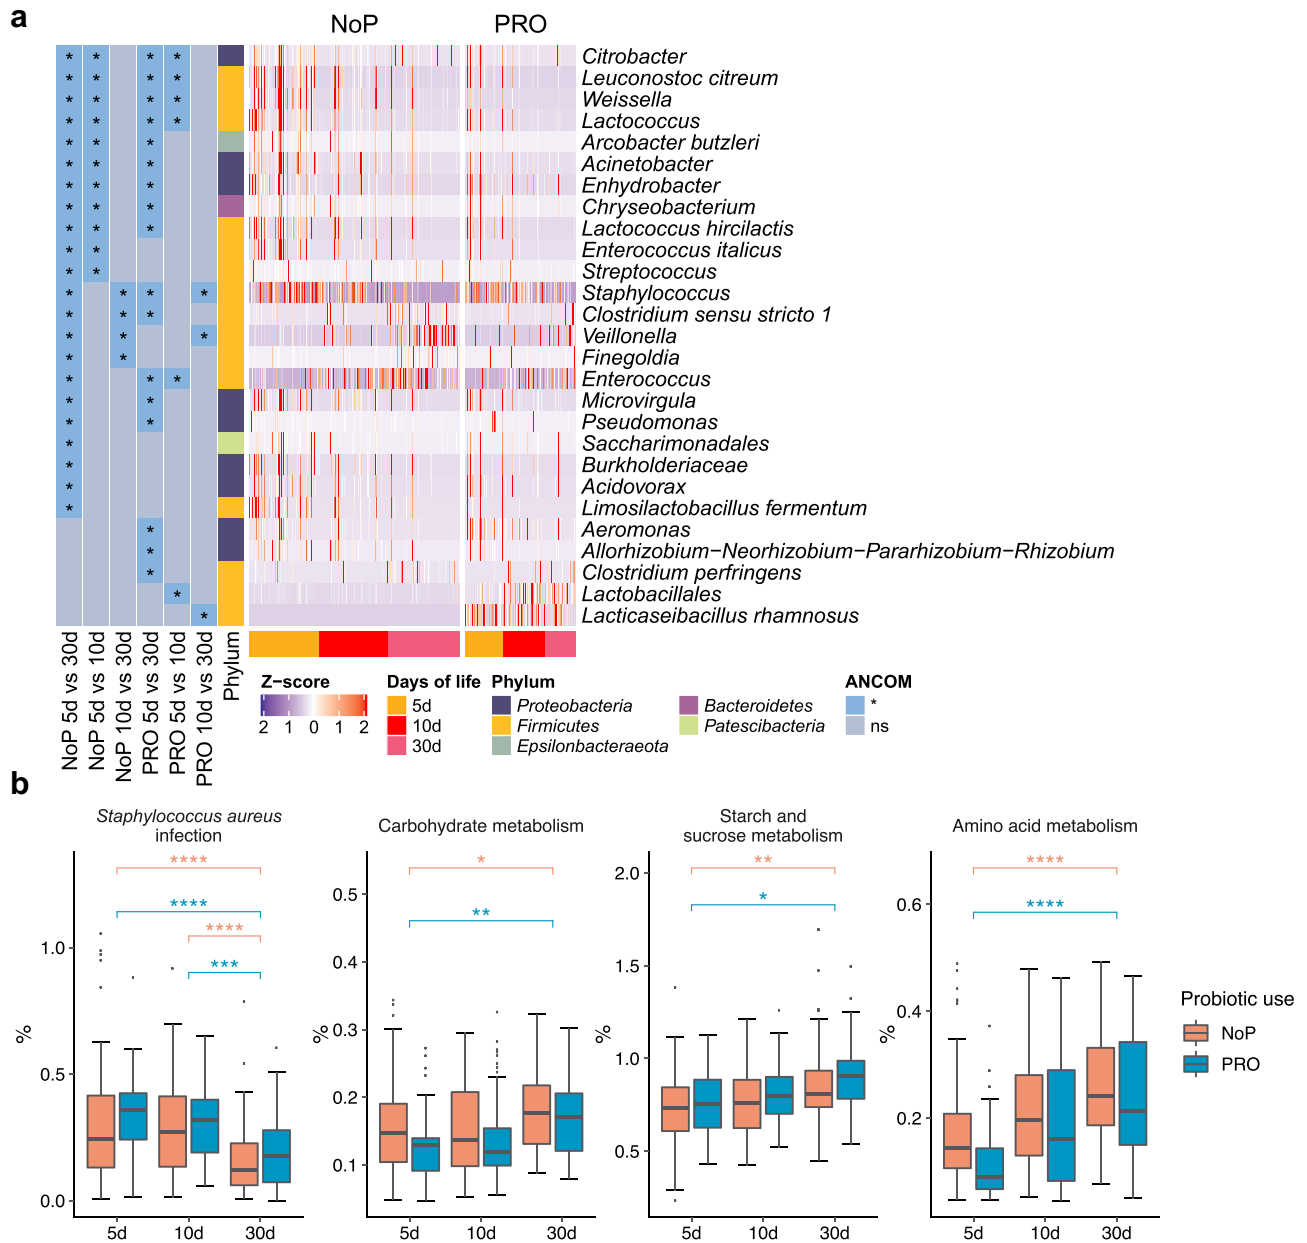 a
NoP PRO
* * * * Citrobacter
* * * * Leuconostoc citreum
* * * * Weissella
* * * * Lactococcus
* * * Arcobacter butzleri
* * * Acinetobacter
* * * Enhydrobacter
* * * Chryseobacterium
* * * Lactococcus hircilactis
* * Enterococcus italicus
* * Streptococcus
* * * * Staphylococcus
* * * Clostridium sensu stricto 1
* * * Veillonella
* * Finegoldia
* * * Enterococcus
* * Microvirgula
* * Pseudomonas
* Saccharimonadales
* Burkholderiaceae
* Acidovorax
* Limosilactobacillus fermentum
* Aeromonas
* Allorhizobium−Neorhizobium−Pararhizobium−Rhizobium
* Clostridium perfringens
* Lactobacillales
* Lacticaseibacillus rhamnosus
NoP 5d vs 30d
NoP 5d vs 10d
NoP 10d vs 30d
PRO 5d vs 30d
PRO 5d vs 10d
PRO 10d vs 30d
Phylum
Z−score
2 1 0 1 2
Days of life
5d
10d
30d
Phylum
Proteobacteria
Firmicutes
Epsilonbacteraeota
Bacteroidetes
Patescibacteria
ANCOM
*
ns
b
Staphylococcus aureus
infection
****
****
****
***
%
1.0
0.5
0.0
5d 10d 30d
Carbohydrate metabolism
*
**
%
0.5
0.4
0.3
0.2
0.1
5d 10d 30d
Starch and
sucrose metabolism
**
*
%
2.0
1.5
1.0
0.5
5d 10d 30d
Amino acid metabolism
****
****
%
0.6
0.4
0.2
5d 10d 30d
Probiotic use
NoP
PRO